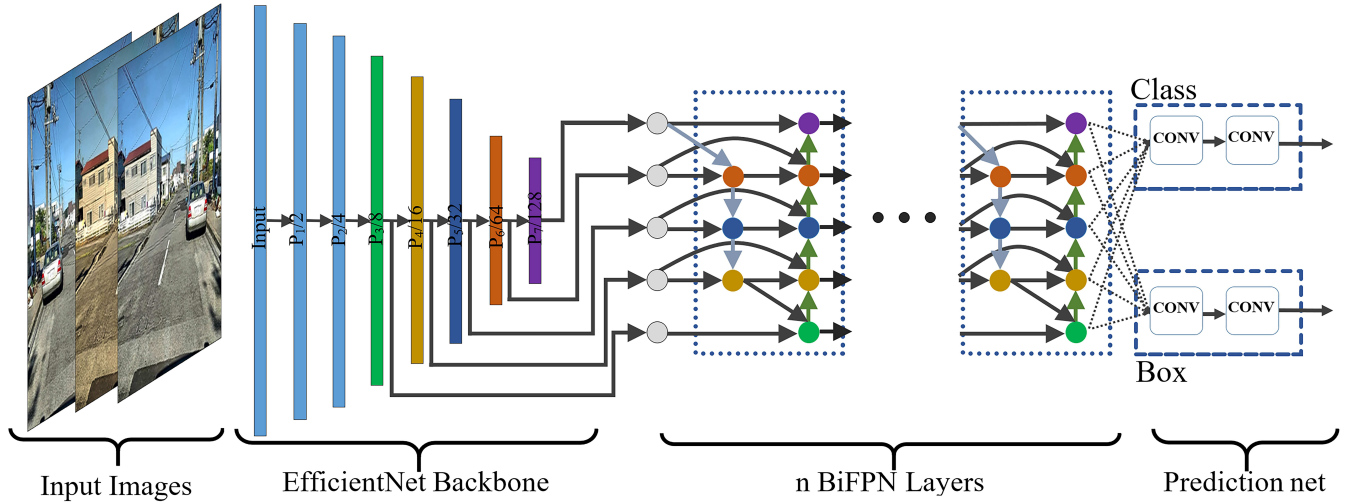 Input
P₁/2
P₂/4
P₃/8
P₄/16
P₅/32
P₆/64
P₇/128
Class
CONV
CONV
CONV
CONV
Box
Input Images
EfficientNet Backbone
n BiFPN Layers
Prediction net